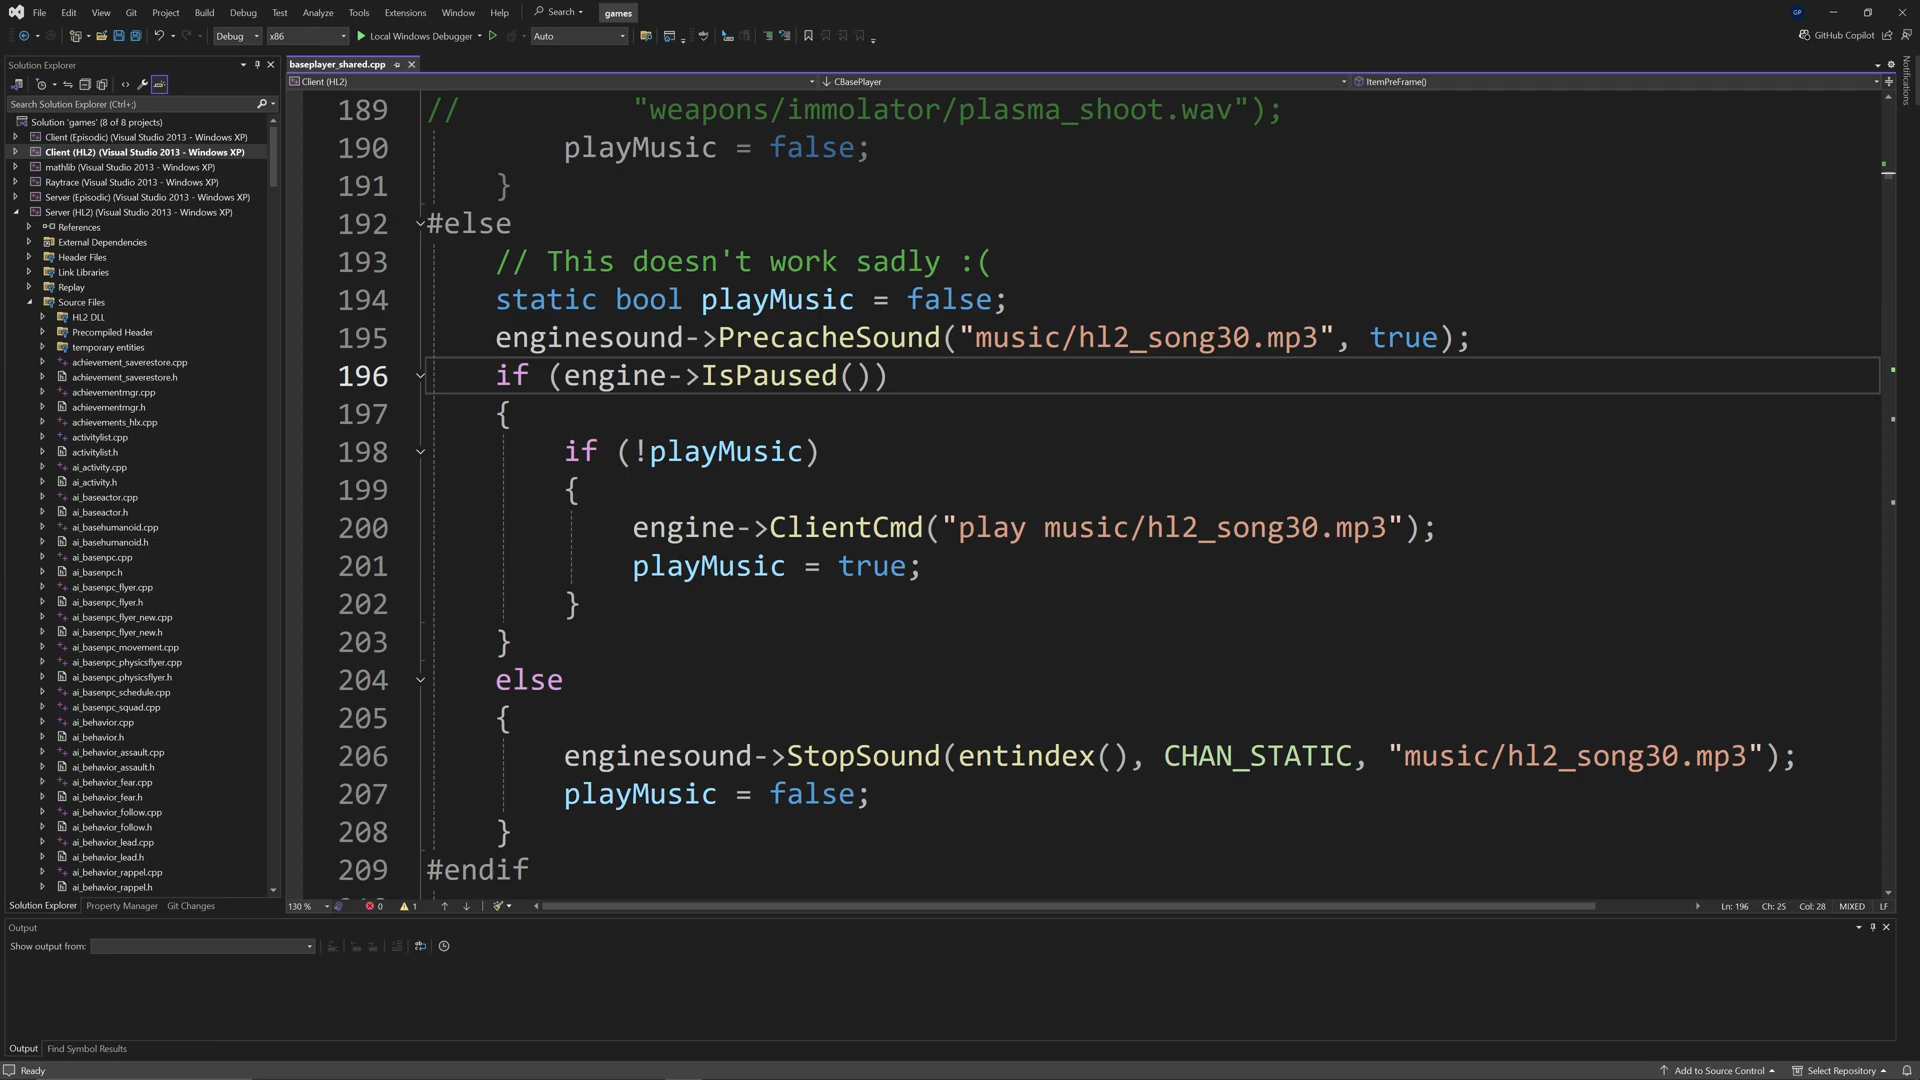 File Edit View Git Project Build Debug Test Analyze Tools Extensions Window Help Search games GP
Debug x86 Local Windows Debugger Auto GitHub Copilot
Solution Explorer
Search Solution Explorer (Ctrl+;)
Solution 'games' (8 of 8 projects)
Client (Episodic) (Visual Studio 2013 - Windows XP)
Client (HL2) (Visual Studio 2013 - Windows XP)
mathlib (Visual Studio 2013 - Windows XP)
Raytrace (Visual Studio 2013 - Windows XP)
Server (Episodic) (Visual Studio 2013 - Windows XP)
Server (HL2) (Visual Studio 2013 - Windows XP)
References
External Dependencies
Header Files
Link Libraries
Replay
Source Files
HL2 DLL
Precompiled Header
temporary entities
achievement_saverestore.cpp
achievement_saverestore.h
achievementmgr.cpp
achievementmgr.h
achievements_hlx.cpp
activitylist.cpp
activitylist.h
ai_activity.cpp
ai_activity.h
ai_baseactor.cpp
ai_baseactor.h
ai_basehumanoid.cpp
ai_basehumanoid.h
ai_basenpc.cpp
ai_basenpc.h
ai_basenpc_flyer.cpp
ai_basenpc_flyer.h
ai_basenpc_flyer_new.cpp
ai_basenpc_flyer_new.h
ai_basenpc_movement.cpp
ai_basenpc_physicsflyer.cpp
ai_basenpc_physicsflyer.h
ai_basenpc_schedule.cpp
ai_basenpc_squad.cpp
ai_behavior.cpp
ai_behavior.h
ai_behavior_assault.cpp
ai_behavior_assault.h
ai_behavior_fear.cpp
ai_behavior_fear.h
ai_behavior_follow.cpp
ai_behavior_follow.h
ai_behavior_lead.cpp
ai_behavior_lead.h
ai_behavior_rappel.cpp
ai_behavior_rappel.h
Solution Explorer Property Manager Git Changes
baseplayer_shared.cpp
Client (HL2) CBasePlayer ItemPreFrame()
189 // "weapons/immolator/plasma_shoot.wav");
190 playMusic = false;
191 }
192 #else
193 // This doesn't work sadly :(
194 static bool playMusic = false;
195 enginesound->PrecacheSound("music/hl2_song30.mp3", true);
196 if (engine->IsPaused())
197 {
198 if (!playMusic)
199 {
200 engine->ClientCmd("play music/hl2_song30.mp3");
201 playMusic = true;
202 }
203 }
204 else
205 {
206 enginesound->StopSound(entindex(), CHAN_STATIC, "music/hl2_song30.mp3");
207 playMusic = false;
208 }
209 #endif
130 % 0 1 Ln: 196 Ch: 25 Col: 28 MIXED LF
Notifications
Output
Show output from:
Output Find Symbol Results
Ready Add to Source Control Select Repository